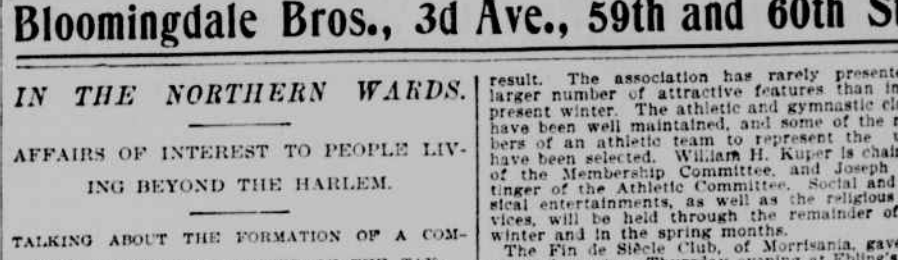 Bloomingdale Bros., 3d Ave., 59th and 60th
IN THE NORTHERN WARDS.
AFFAIRS OF INTEREST TO PEOPLE LIV-
ING BEYOND THE HARLEM.
TALKING ABOUT THE FORMATION OF A COM-
result. The association has rarely
larger number of attractive features than in
present winter. The athletic and gymnastic
have been well maintained, and some of the
bers of an athletic team to represent the
have been selected. William H. Kuper is
of the Membership Committee, and Joseph
tinger of the Athletic Committee. Social and
sical entertainments, as well as the religious
vices, will be held through the remainder of
winter and in the spring months.
The Fin de Siècle Club, of Morrisania, gave